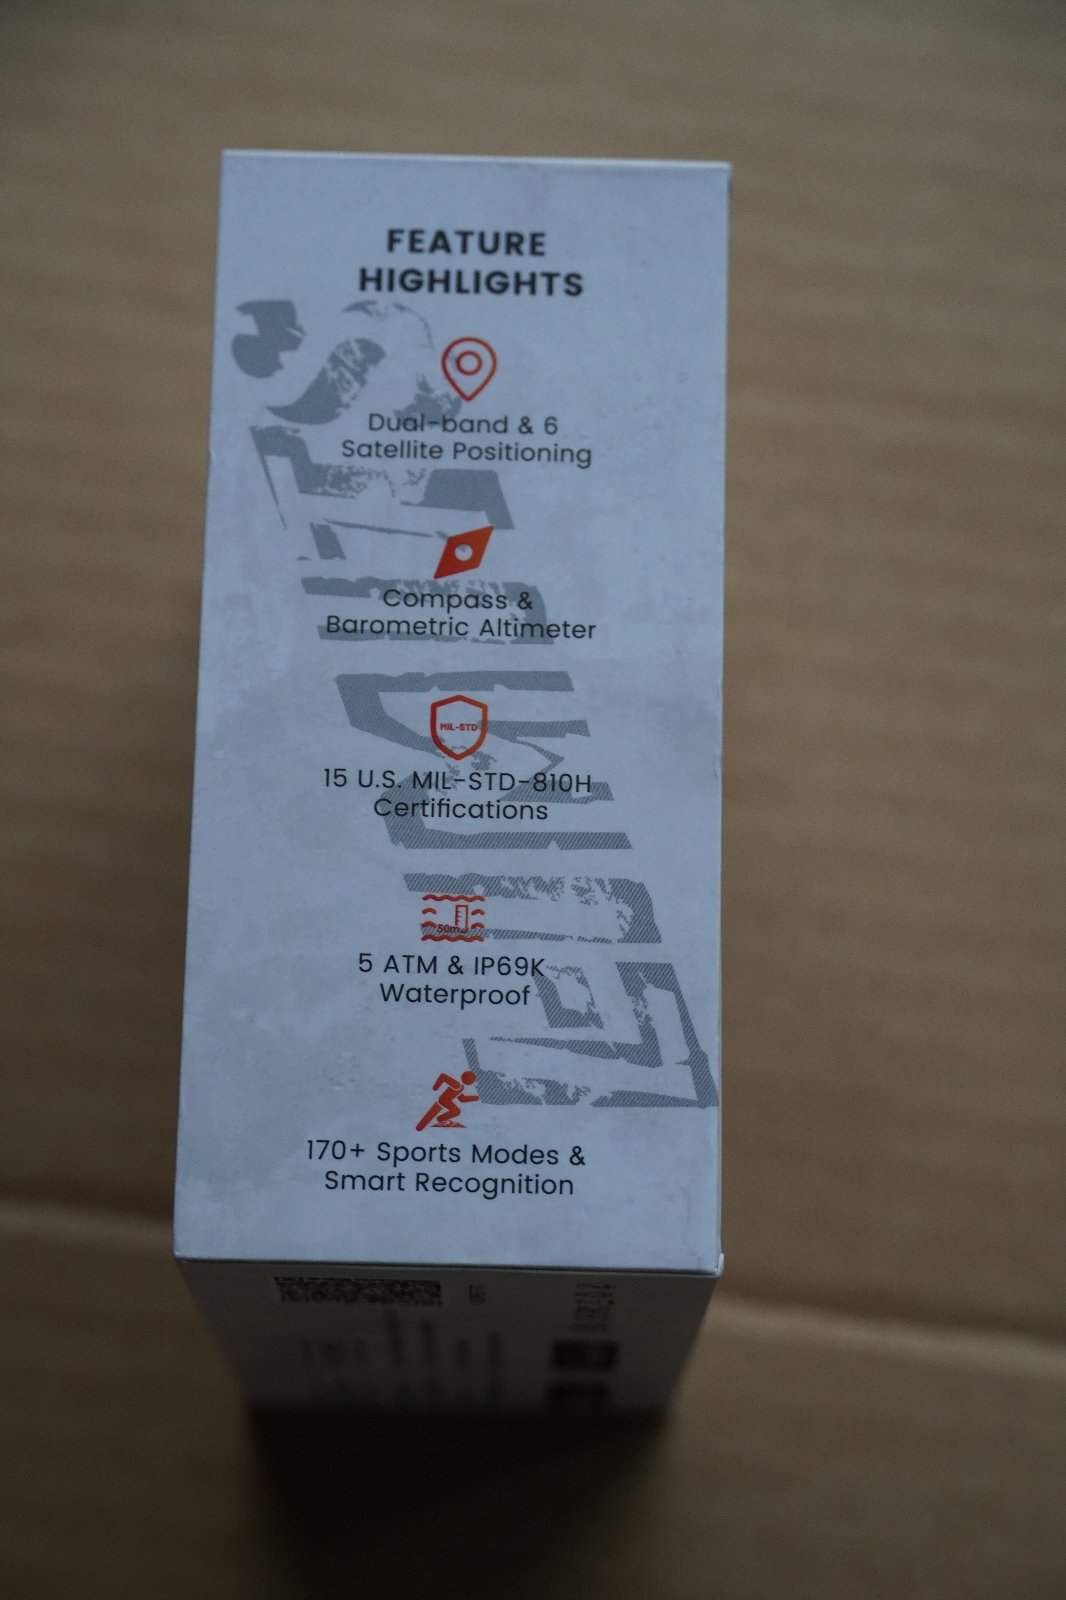 FEATURE
HIGHLIGHTS
Dual-band & 6
Satellite Positioning
Compass &
Barometric Altimeter
MIL-STD
15 U.S. MIL-STD-810H
Certifications
50m
5 ATM & IP69K
Waterproof
170+ Sports Modes &
Smart Recognition